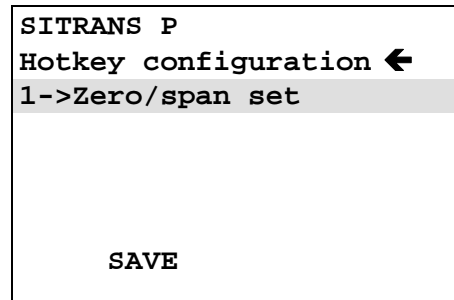 SITRANS P
Hotkey configuration 🡸
1->Zero/span set
SAVE